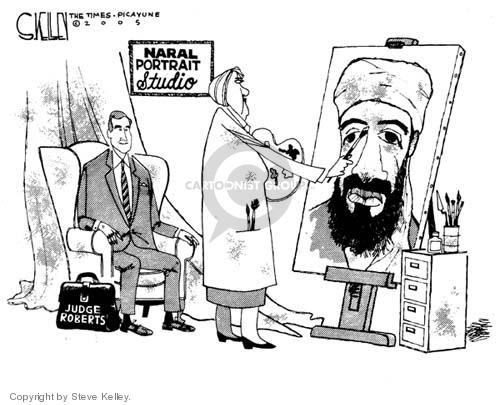 S.KELLEY THE TIMES-PICAYUNE
©2005
NARAL
PORTRAIT
Studio
CARTOONIST GROUP
JUDGE
ROBERTS
Copyright by Steve Kelley.